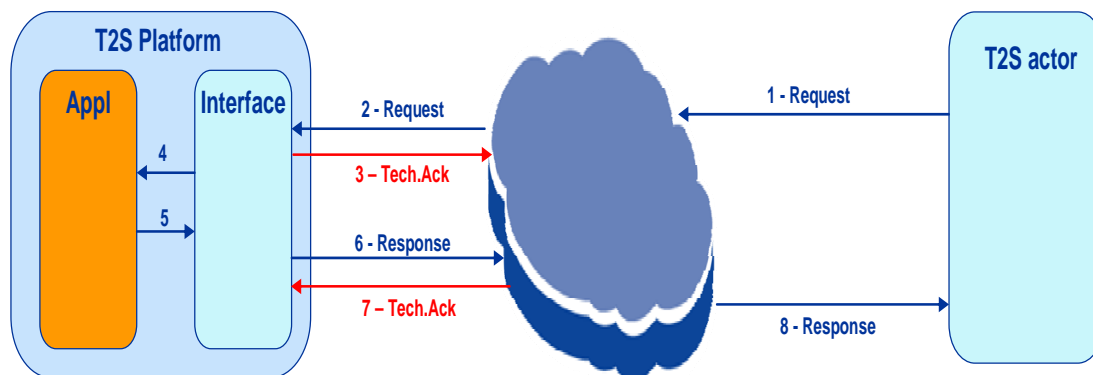 T2S Platform
T2S actor
Appl
Interface
1 - Request
2 - Request
3 – Tech.Ack
4
5
6 - Response
7 – Tech.Ack
8 - Response